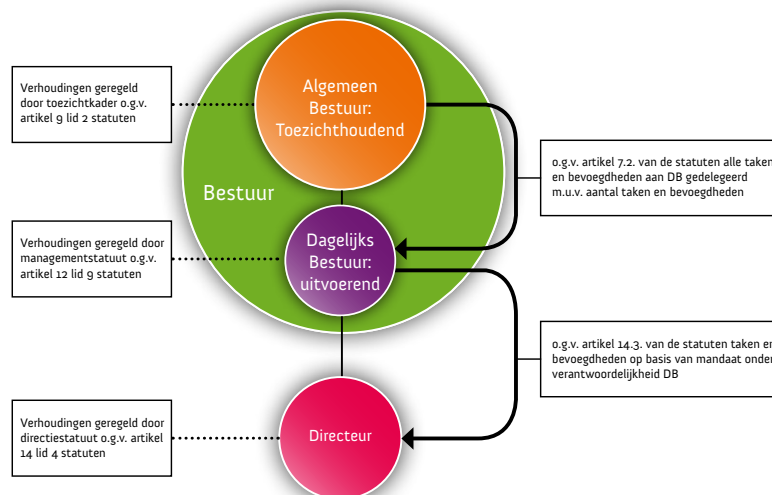 Algemeen
Bestuur:
Toezichthoudend
Verhoudingen geregeld
door toezichtkader o.g.v.
artikel 9 lid 2 statuten
o.g.v. artikel 7.2. van de statuten alle taken
en bevoegdheden aan DB gedelegeerd
m.u.v. aantal taken en bevoegdheden
Bestuur
Dagelijks
Bestuur:
uitvoerend
Verhoudingen geregeld door
managementstatuut o.g.v.
artikel 12 lid 9 statuten
o.g.v. artikel 14.3. van de statuten taken en
bevoegdheden op basis van mandaat onder
verantwoordelijkheid DB
Verhoudingen geregeld door
directiestatuut o.g.v. artikel
14 lid 4 statuten
Directeur